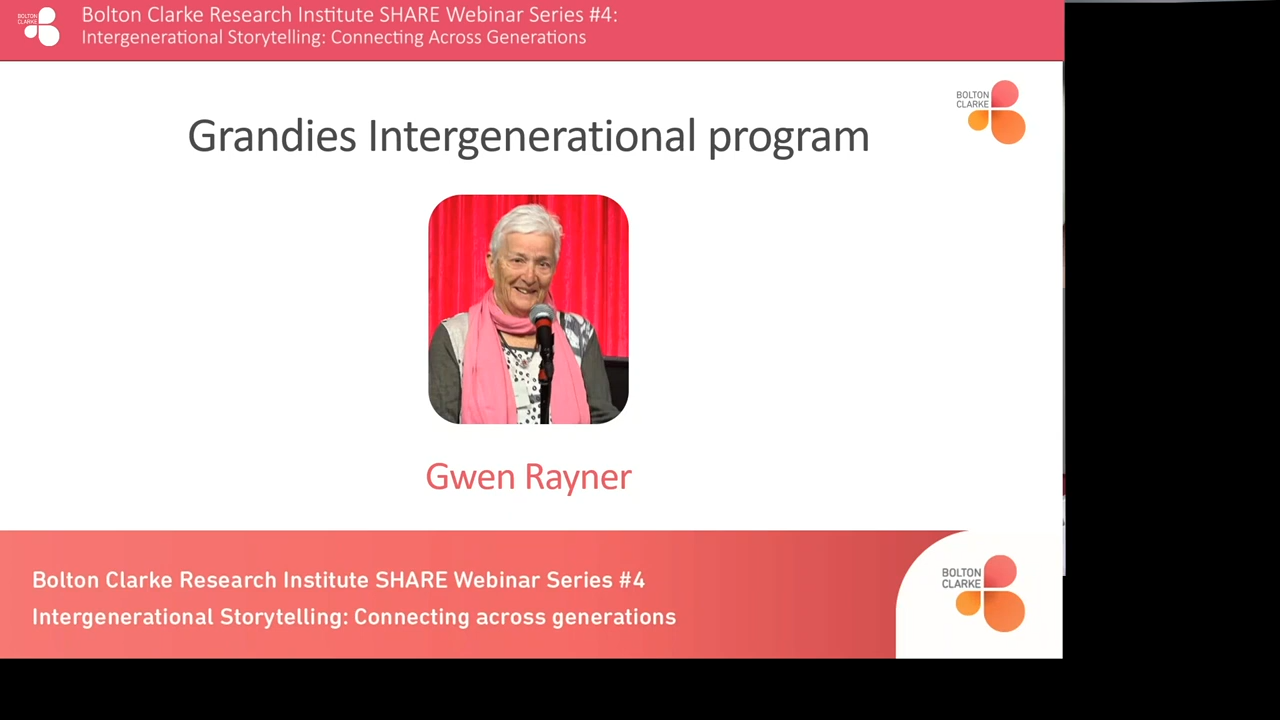 BOLTON
CLARKE
Bolton Clarke Research Institute SHARE Webinar Series #4:
Intergenerational Storytelling: Connecting Across Generations
BOLTON
CLARKE
Grandies Intergenerational program
Gwen Rayner
Bolton Clarke Research Institute SHARE Webinar Series #4
Intergenerational Storytelling: Connecting across generations
BOLTON
CLARKE